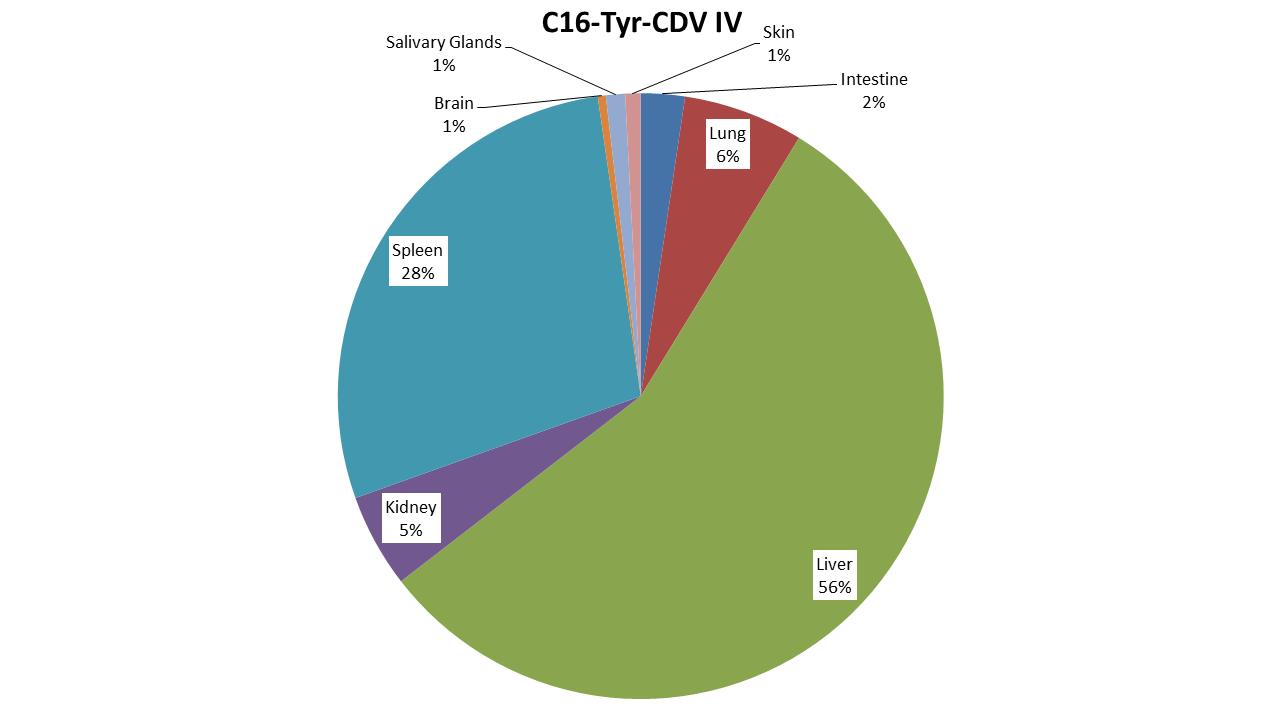 C16-Tyr-CDV IV
Salivary Glands
1%
Skin
1%
Intestine
2%
Brain
1%
Lung
6%
Spleen
28%
Kidney
5%
Liver
56%